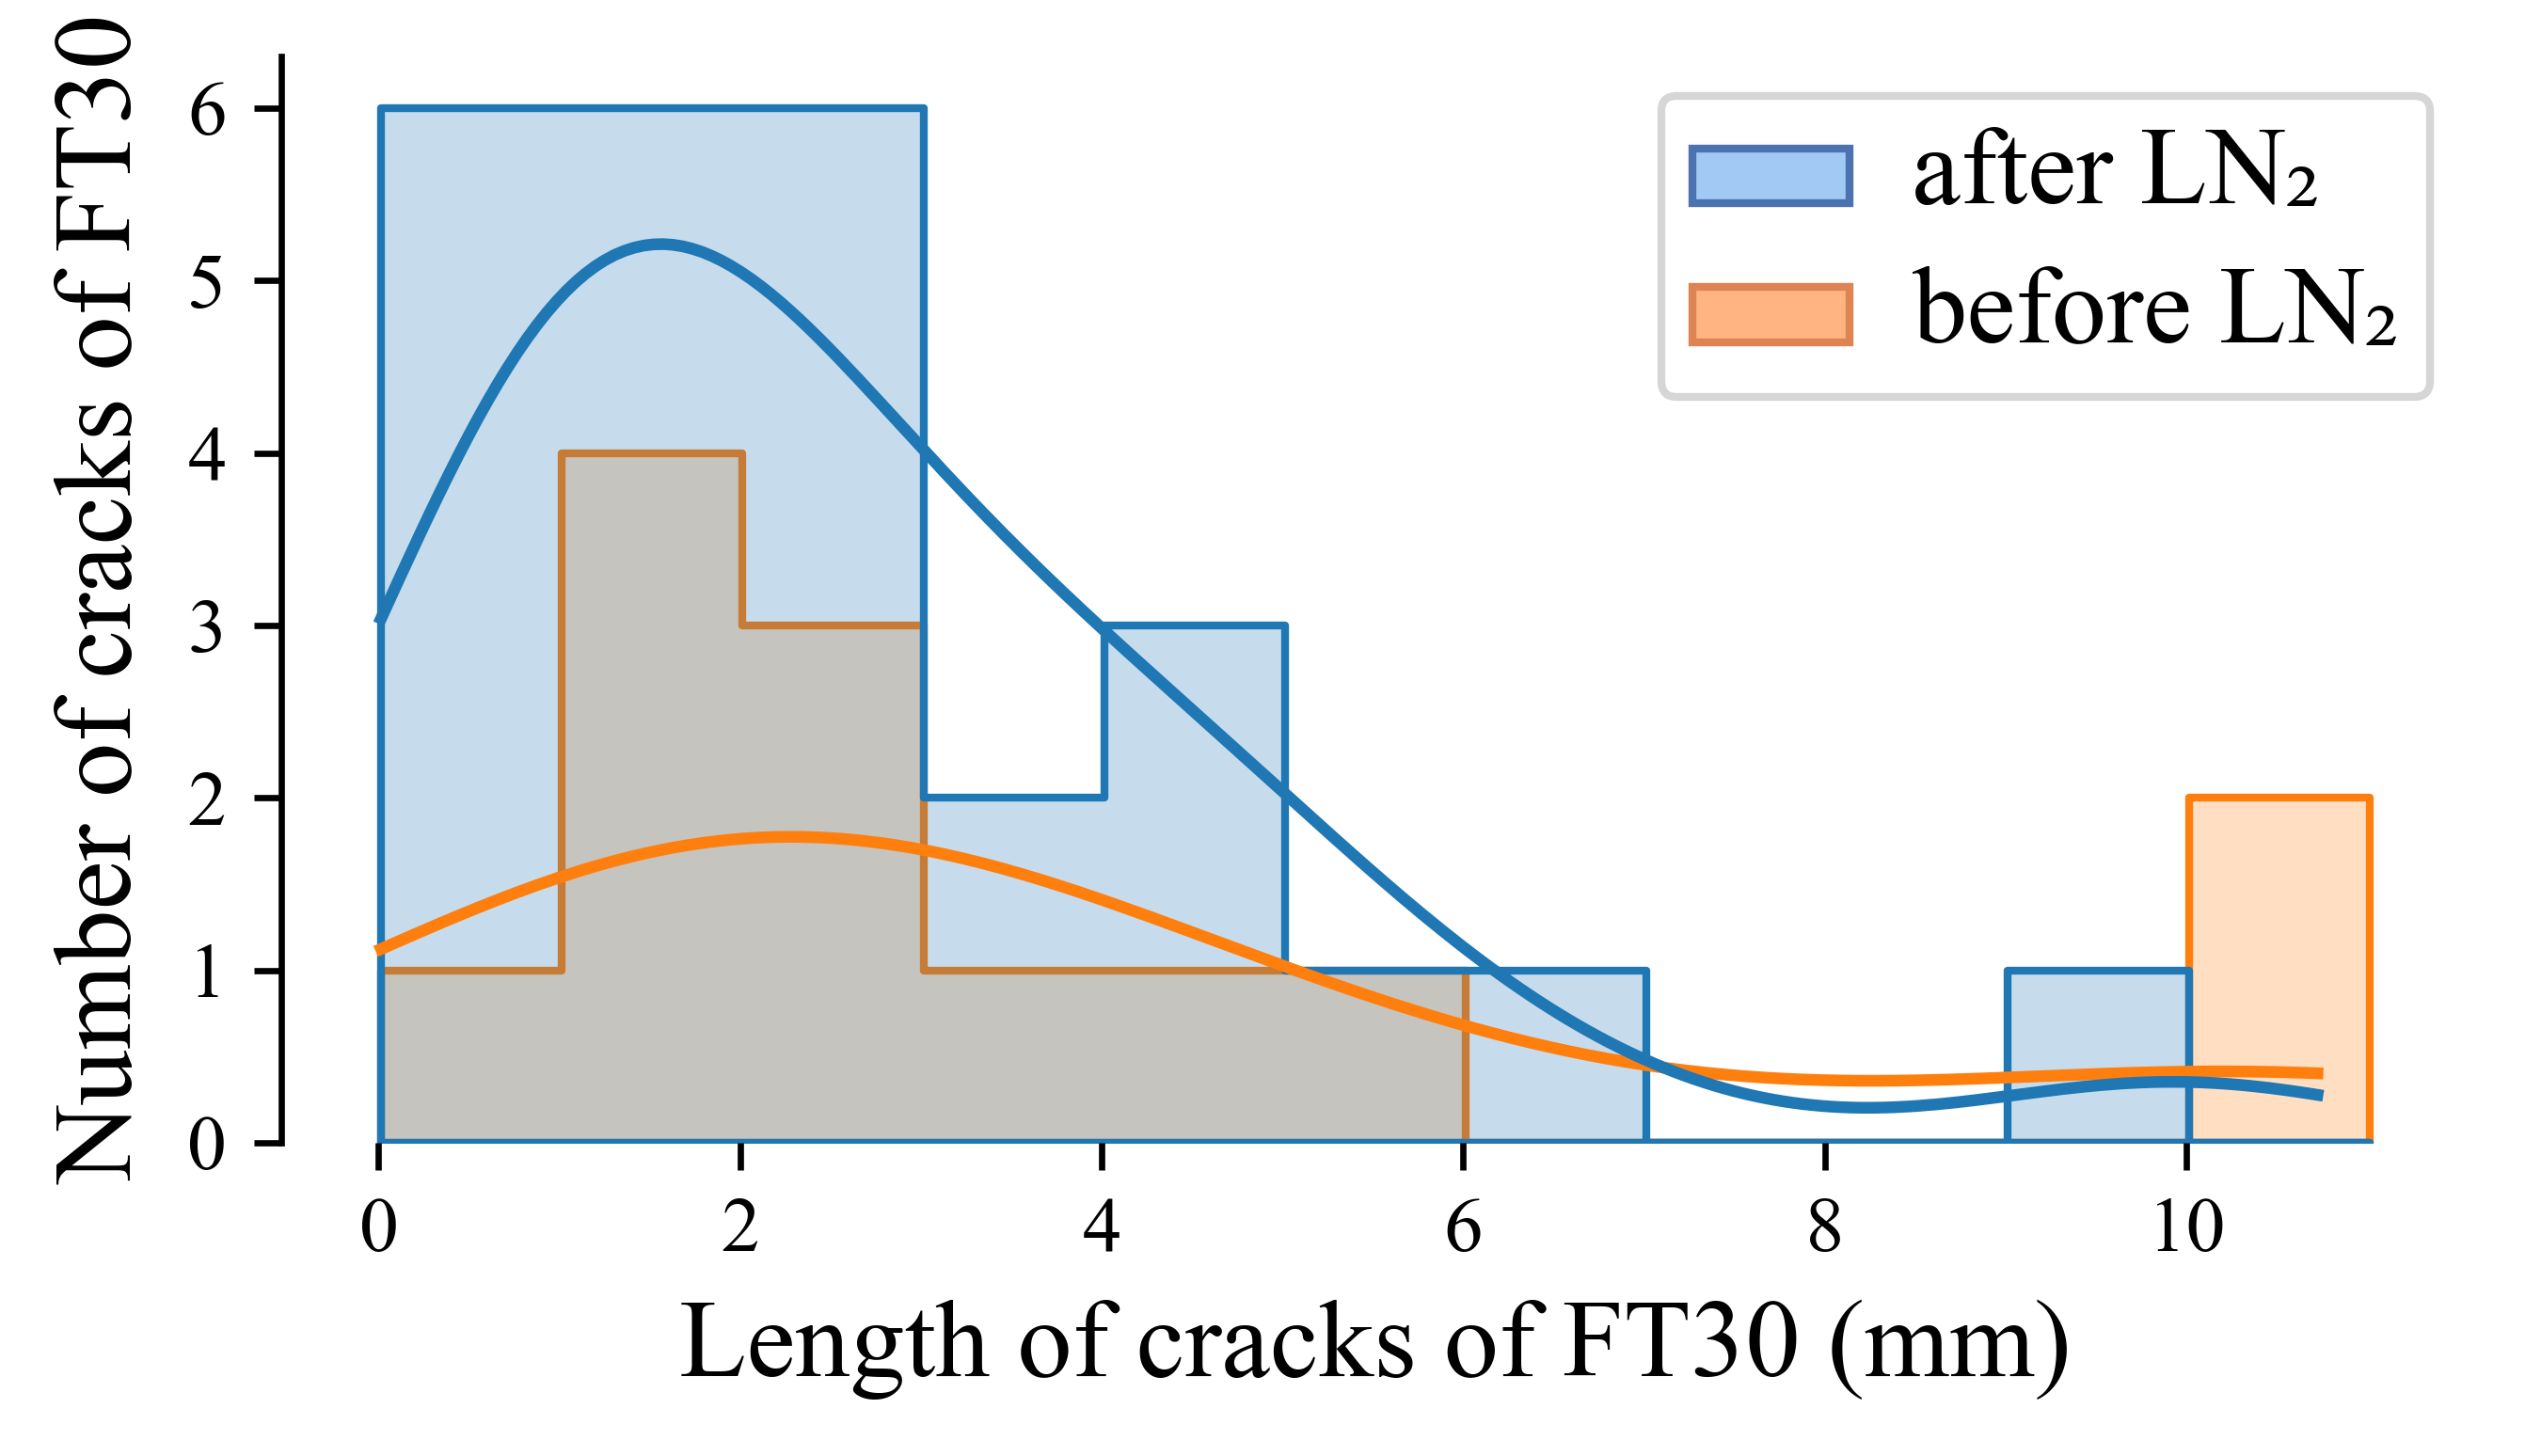 Number of cracks of FT30
6
5
4
3
2
1
0
after LN₂
before LN₂
0 2 4 6 8 10
Length of cracks of FT30 (mm)